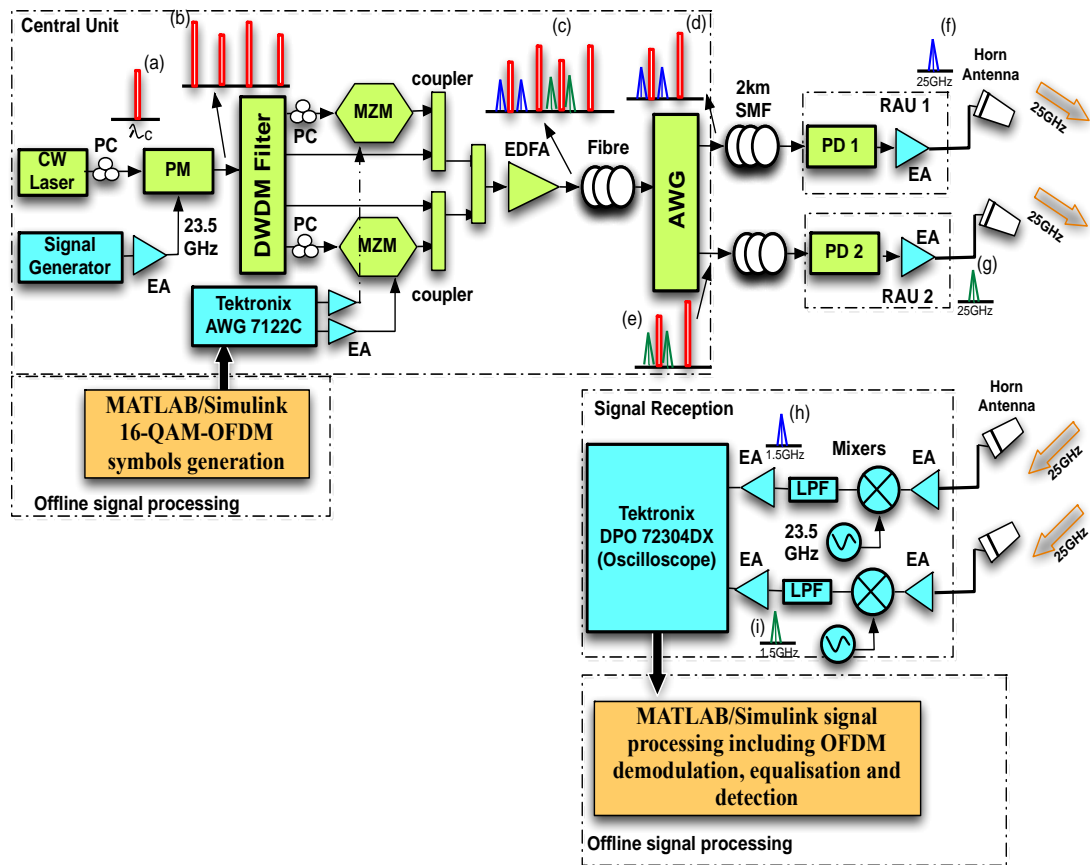 Central Unit
(a)
(b)
(c)
(d)
(e)
(f)
(g)
λC
PC
CW
Laser
PM
23.5
GHz
Signal
Generator
EA
DWDM Filter
PC
MZM
coupler
PC
MZM
coupler
Tektronix
AWG 7122C
EA
EDFA
Fibre
AWG
2km
SMF
25GHz
RAU 1
PD 1
EA
Horn
Antenna
25GHz
PD 2
EA
RAU 2
25GHz
25GHz
MATLAB/Simulink
16-QAM-OFDM
symbols generation
Offline signal processing
Signal Reception
(h)
1.5GHz
Mixers
Horn
Antenna
EA
LPF
EA
25GHz
Tektronix
DPO 72304DX
(Oscilloscope)
23.5
GHz
EA
LPF
EA
25GHz
(i)
1.5GHz
MATLAB/Simulink signal
processing including OFDM
demodulation, equalisation and
detection
Offline signal processing